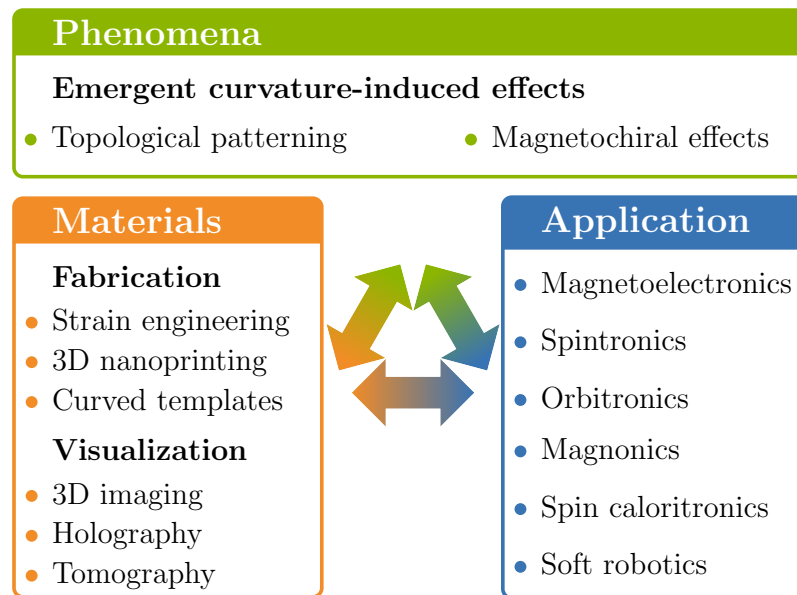 Phenomena
Emergent curvature-induced effects
• Topological patterning
• Magnetochiral effects
Materials
Fabrication
• Strain engineering
• 3D nanoprinting
• Curved templates
Visualization
• 3D imaging
• Holography
• Tomography
Application
• Magnetoelectronics
• Spintronics
• Orbitronics
• Magnonics
• Spin caloritronics
• Soft robotics